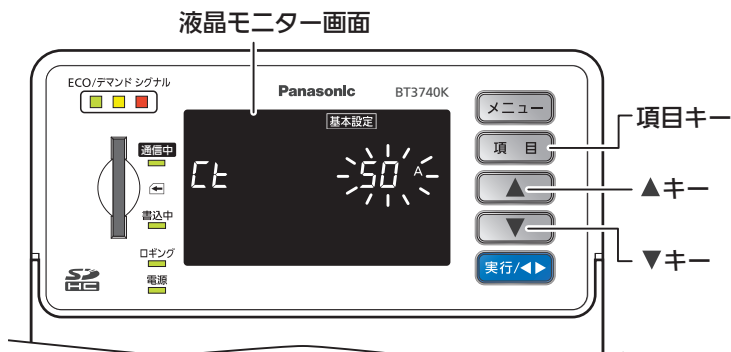 液晶モニター画面
ECO/デマンド シグナル
Panasonic BT3740K
基本設定
Ct 50 A
通信中
書込中
ロギング
電源
SD
HC
メニュー
項 目
▲
▼
実行/◀▶
項目キー
▲キー
▼キー